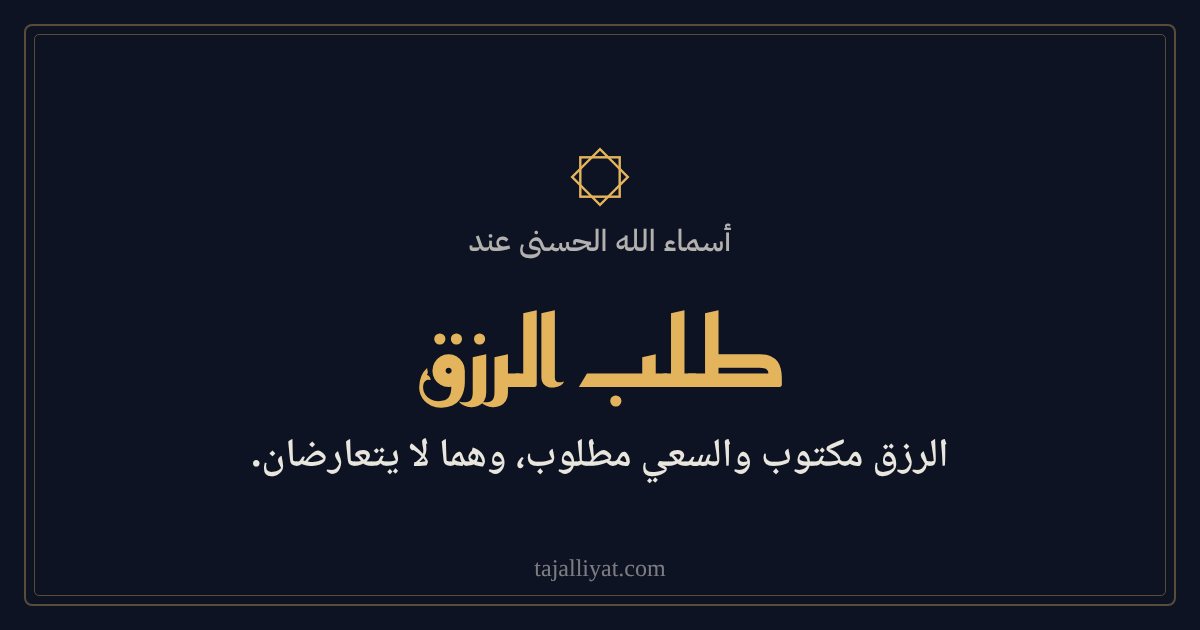 أسماء الله الحسنى عند
طلب الرزق
الرزق مكتوب والسعي مطلوب، وهما لا يتعارضان.
tajalliyat.com